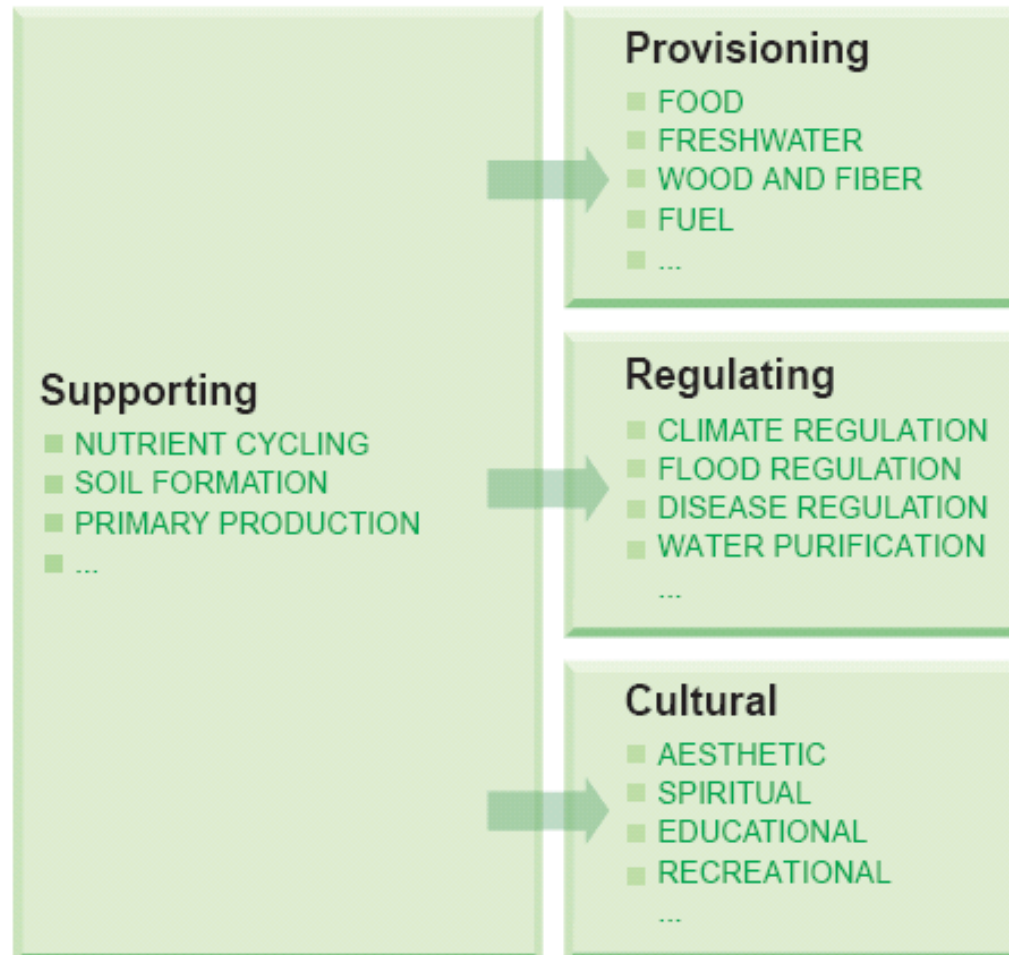 Supporting
NUTRIENT CYCLING
SOIL FORMATION
PRIMARY PRODUCTION
...
Provisioning
FOOD
FRESHWATER
WOOD AND FIBER
FUEL
...
Regulating
CLIMATE REGULATION
FLOOD REGULATION
DISEASE REGULATION
WATER PURIFICATION
...
Cultural
AESTHETIC
SPIRITUAL
EDUCATIONAL
RECREATIONAL
...